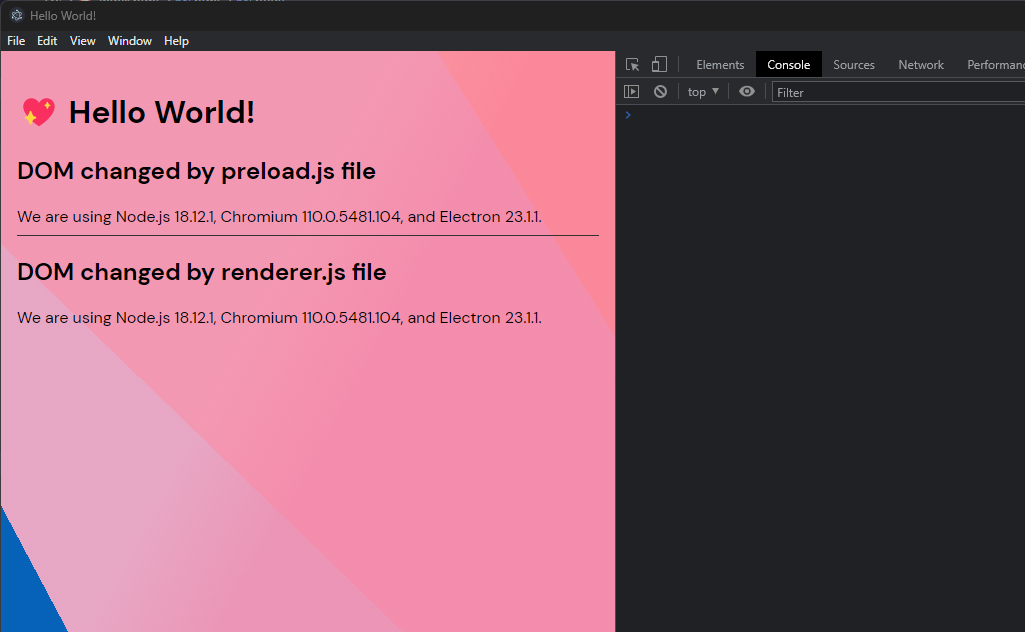 Hello World!
File Edit View Window Help
Elements Console Sources Network Performanc
top ▼ Filter
💖 Hello World!
DOM changed by preload.js file
We are using Node.js 18.12.1, Chromium 110.0.5481.104, and Electron 23.1.1.
DOM changed by renderer.js file
We are using Node.js 18.12.1, Chromium 110.0.5481.104, and Electron 23.1.1.